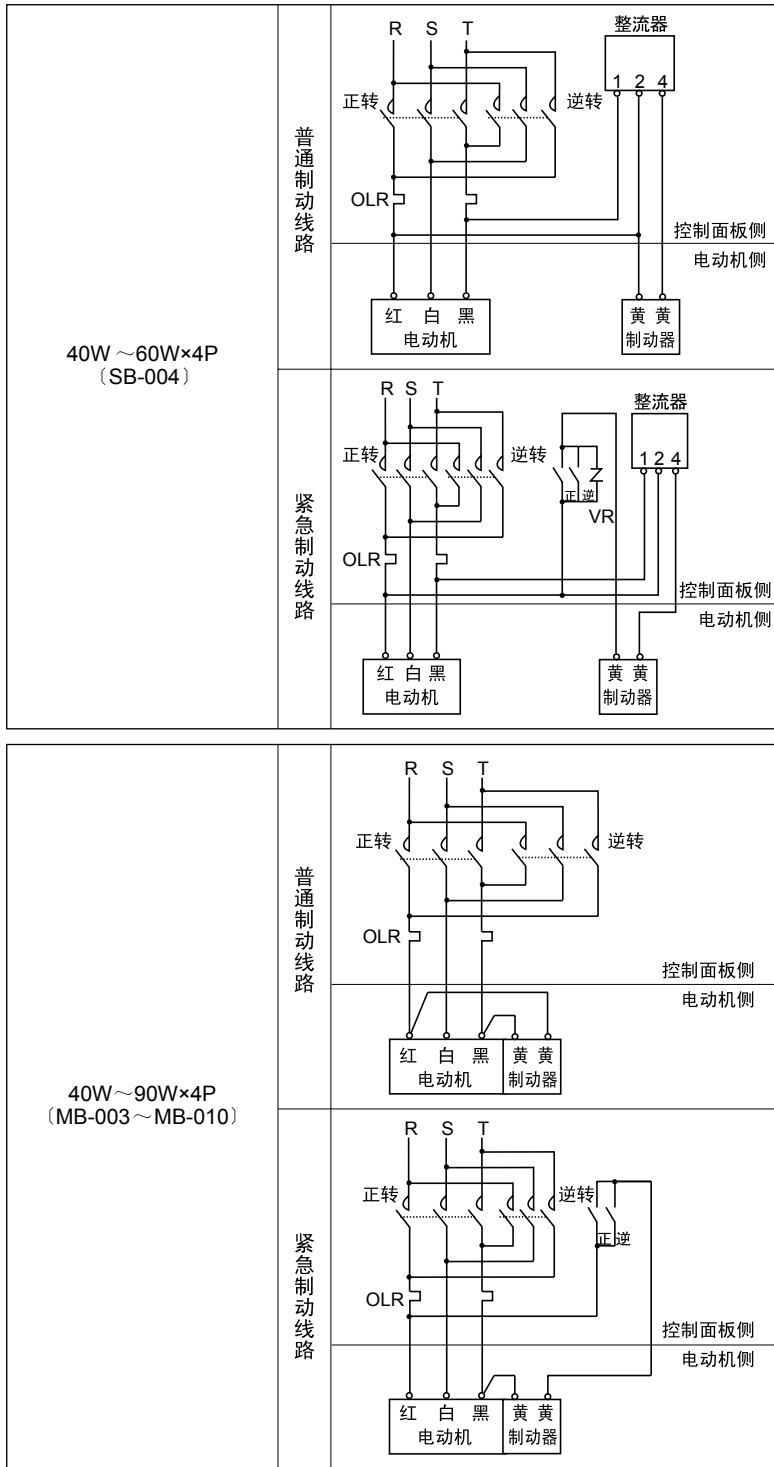 40W～60W×4P
〔SB-004〕
普通制动线路
R S T
整流器
1 2 4
正转
逆转
OLR
控制面板侧
电动机侧
红 白 黑
电动机
黄 黄
制动器
紧急制动线路
R S T
整流器
1 2 4
正转
逆转
正 逆
VR
OLR
控制面板侧
电动机侧
红 白 黑
电动机
黄 黄
制动器
40W～90W×4P
〔MB-003～MB-010〕
普通制动线路
R S T
正转
逆转
OLR
控制面板侧
电动机侧
红 白 黑
电动机
黄 黄
制动器
紧急制动线路
R S T
正转
逆转
正 逆
OLR
控制面板侧
电动机侧
红 白 黑
电动机
黄 黄
制动器